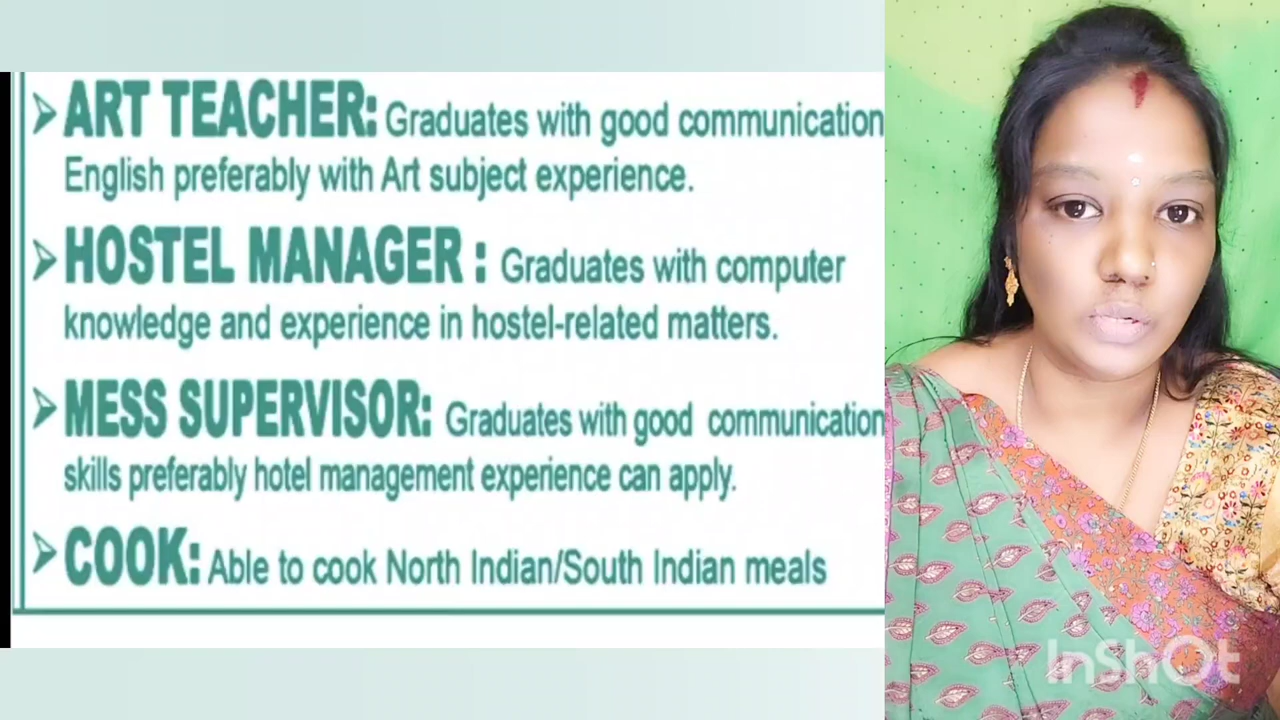 ➢ ART TEACHER: Graduates with good communication
English preferably with Art subject experience.
➢ HOSTEL MANAGER : Graduates with computer
knowledge and experience in hostel-related matters.
➢ MESS SUPERVISOR: Graduates with good communication
skills preferably hotel management experience can apply.
➢ COOK: Able to cook North Indian/South Indian meals
InShOt